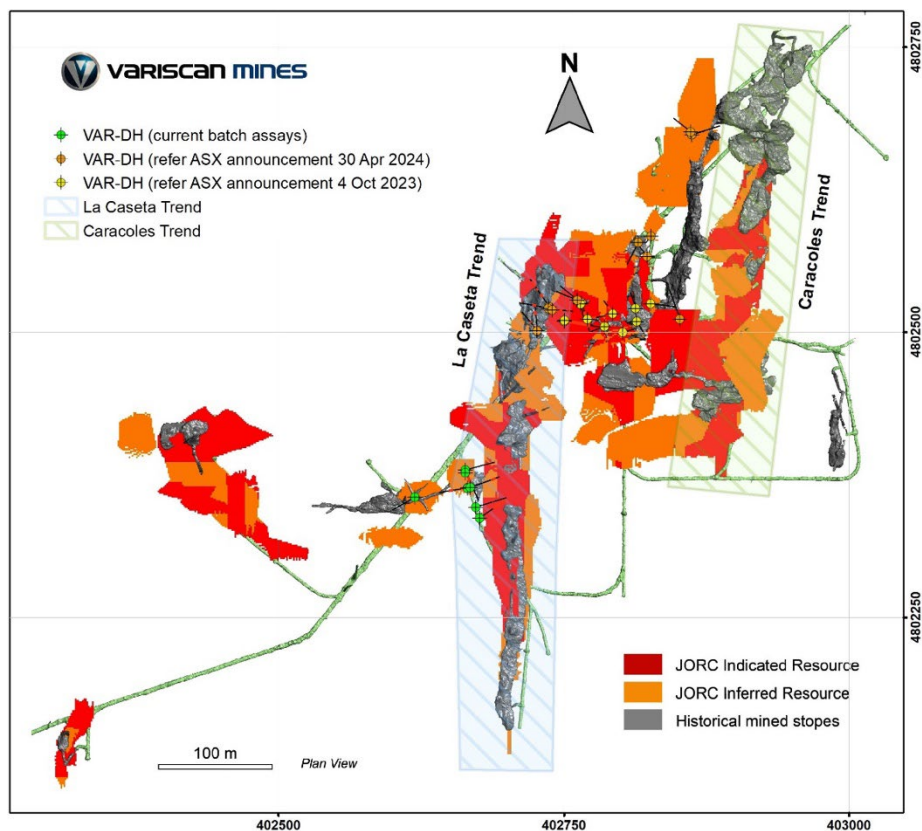 VARISCAN MINES
N
VAR-DH (current batch assays)
VAR-DH (refer ASX announcement 30 Apr 2024)
VAR-DH (refer ASX announcement 4 Oct 2023)
La Caseta Trend
Caracoles Trend
La Caseta Trend
Caracoles Trend
4802750
4802500
4802250
JORC Indicated Resource
JORC Inferred Resource
Historical mined stopes
100 m
Plan View
402500
402750
403000